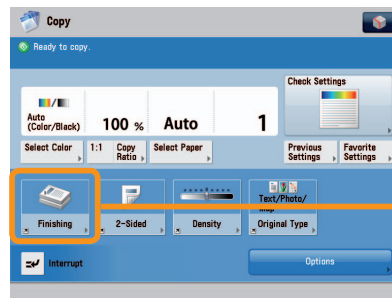 Copy
Ready to copy.
Check Settings
Auto
(Color/Black)
100 %
Auto
1
Select Color
1:1
Copy
Ratio
Select Paper
Previous
Settings
Favorite
Settings
Finishing
2-Sided
Density
Text/Photo/
Map
Original Type
Interrupt
Options